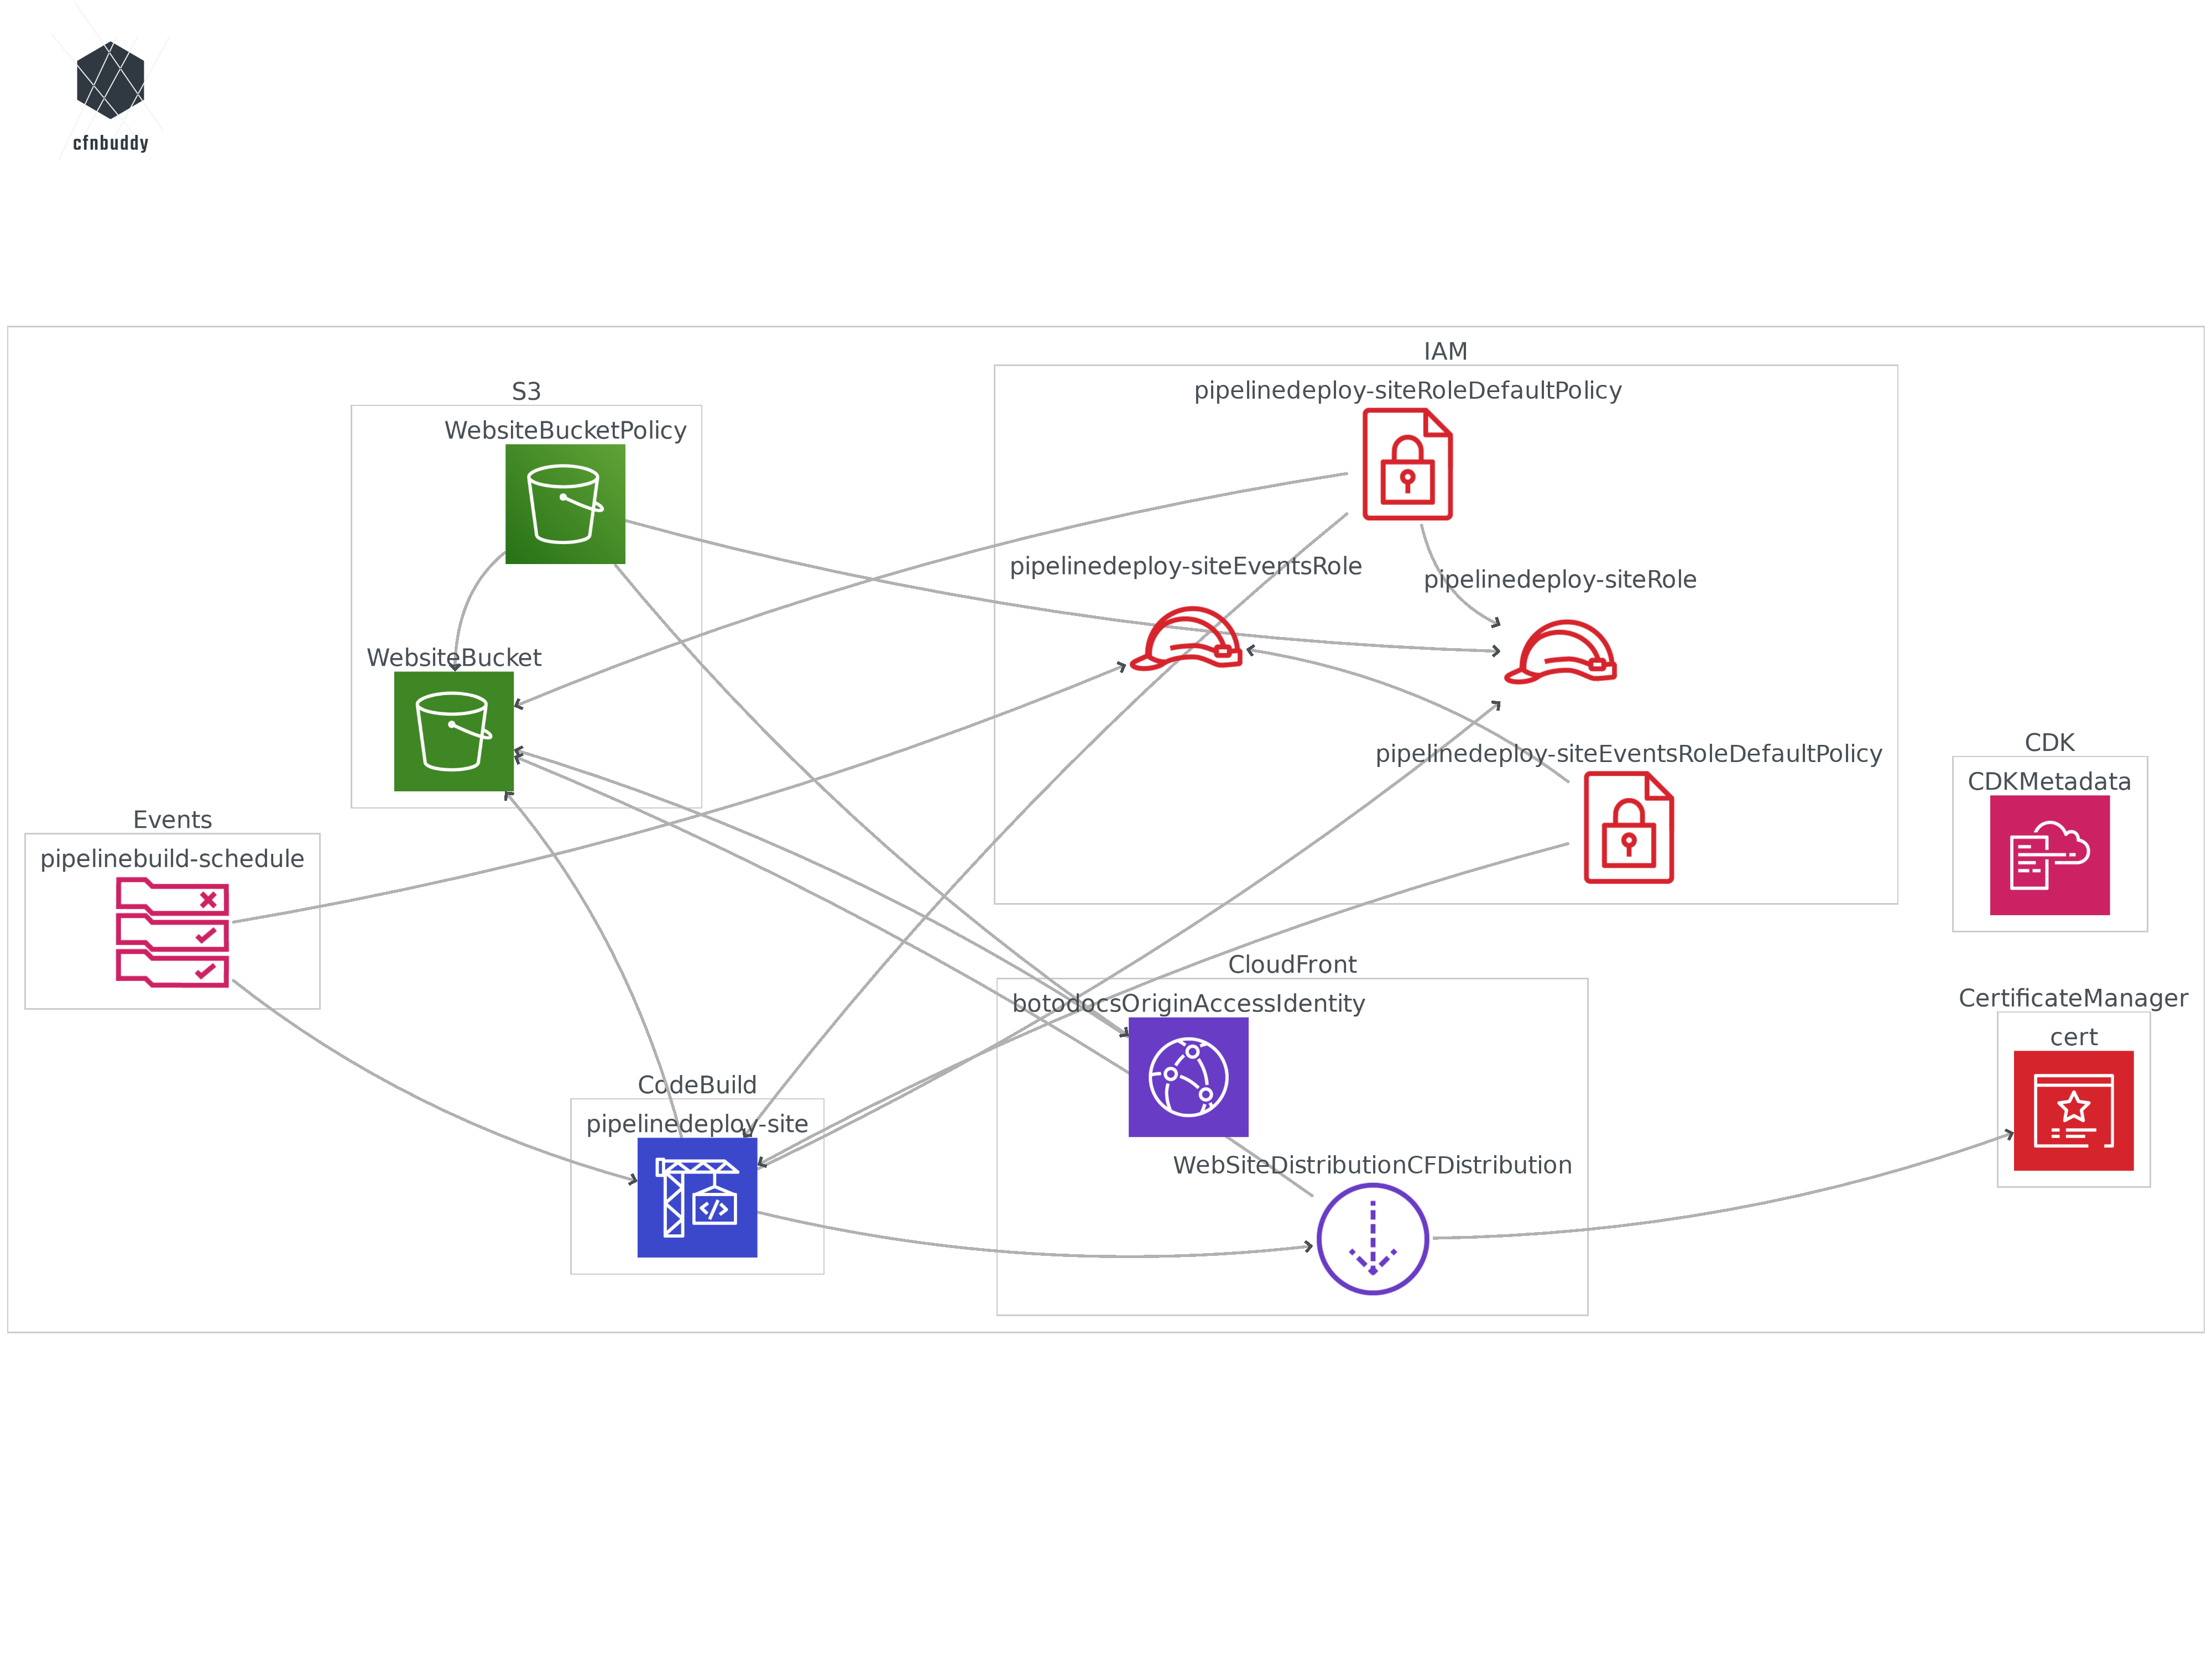 cfnbuddy
IAM
pipelinedeploy-siteRoleDefaultPolicy
S3
WebsiteBucketPolicy
pipelinedeploy-siteEventsRole
pipelinedeploy-siteRole
WebsiteBucket
CDK
pipelinedeploy-siteEventsRoleDefaultPolicy
CDKMetadata
Events
pipelinebuild-schedule
CloudFront
botodocsOriginAccessIdentity
CertificateManager
cert
CodeBuild
pipelinedeploy-site
WebSiteDistributionCFDistribution